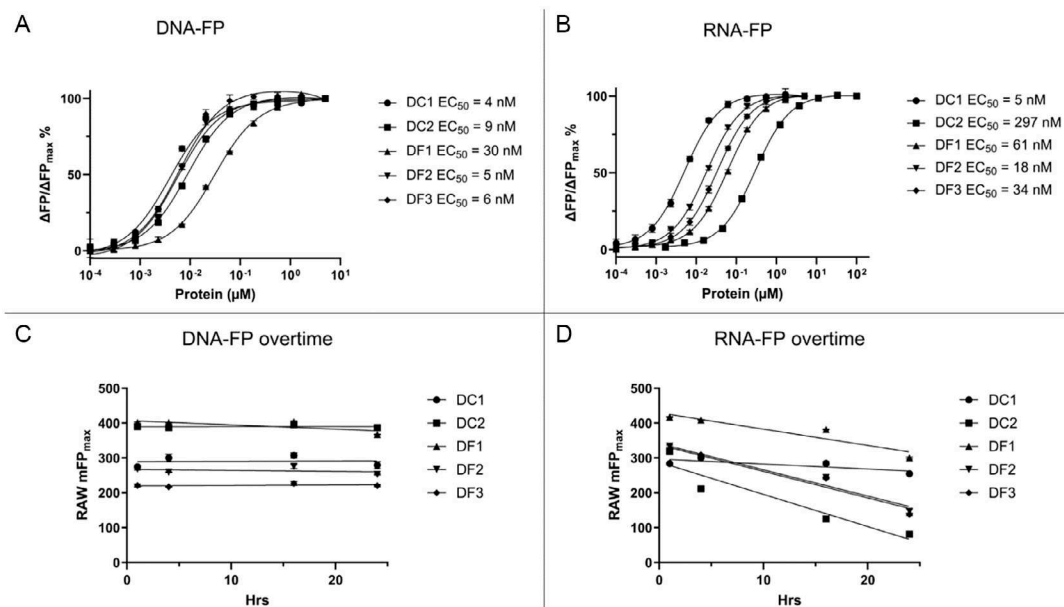 A
DNA-FP
ΔFP/ΔFPmax %
100
50
0
10-4
10-3
10-2
10-1
100
101
Protein (µM)
DC1 EC50 = 4 nM
DC2 EC50 = 9 nM
DF1 EC50 = 30 nM
DF2 EC50 = 5 nM
DF3 EC50 = 6 nM
B
RNA-FP
ΔFP/ΔFPmax %
100
50
0
10-4
10-3
10-2
10-1
100
101
102
Protein (µM)
DC1 EC50 = 5 nM
DC2 EC50 = 297 nM
DF1 EC50 = 61 nM
DF2 EC50 = 18 nM
DF3 EC50 = 34 nM
C
DNA-FP overtime
RAW mFPmax
500
400
300
200
100
0
0
10
20
Hrs
DC1
DC2
DF1
DF2
DF3
D
RNA-FP overtime
RAW mFPmax
500
400
300
200
100
0
0
10
20
Hrs
DC1
DC2
DF1
DF2
DF3